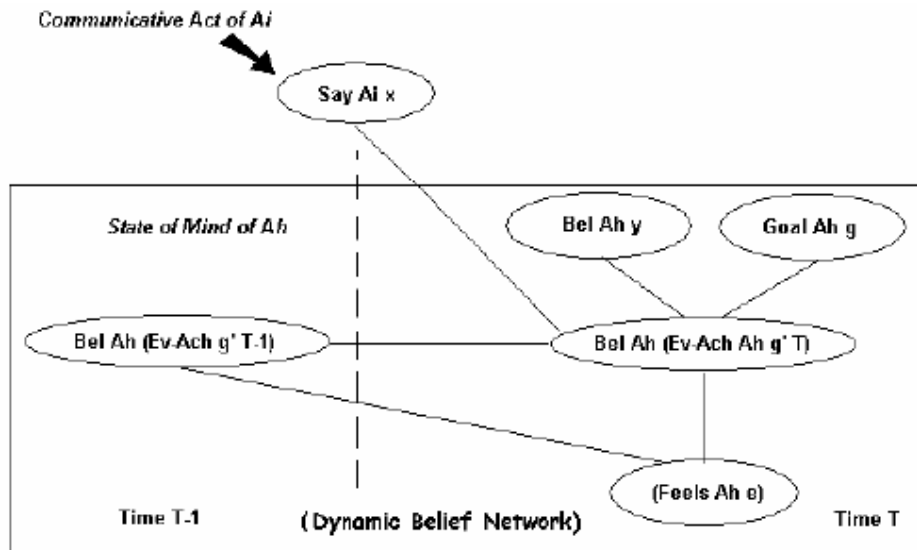 Communicative Act of Ai
Say Ai x
State of Mind of Ah
Bel Ah y
Goal Ah g
Bel Ah (Ev-Ach g' T-1)
Bel Ah (Ev-Ach Ah g' T)
(Feels Ah e)
Time T-1
(Dynamic Belief Network)
Time T